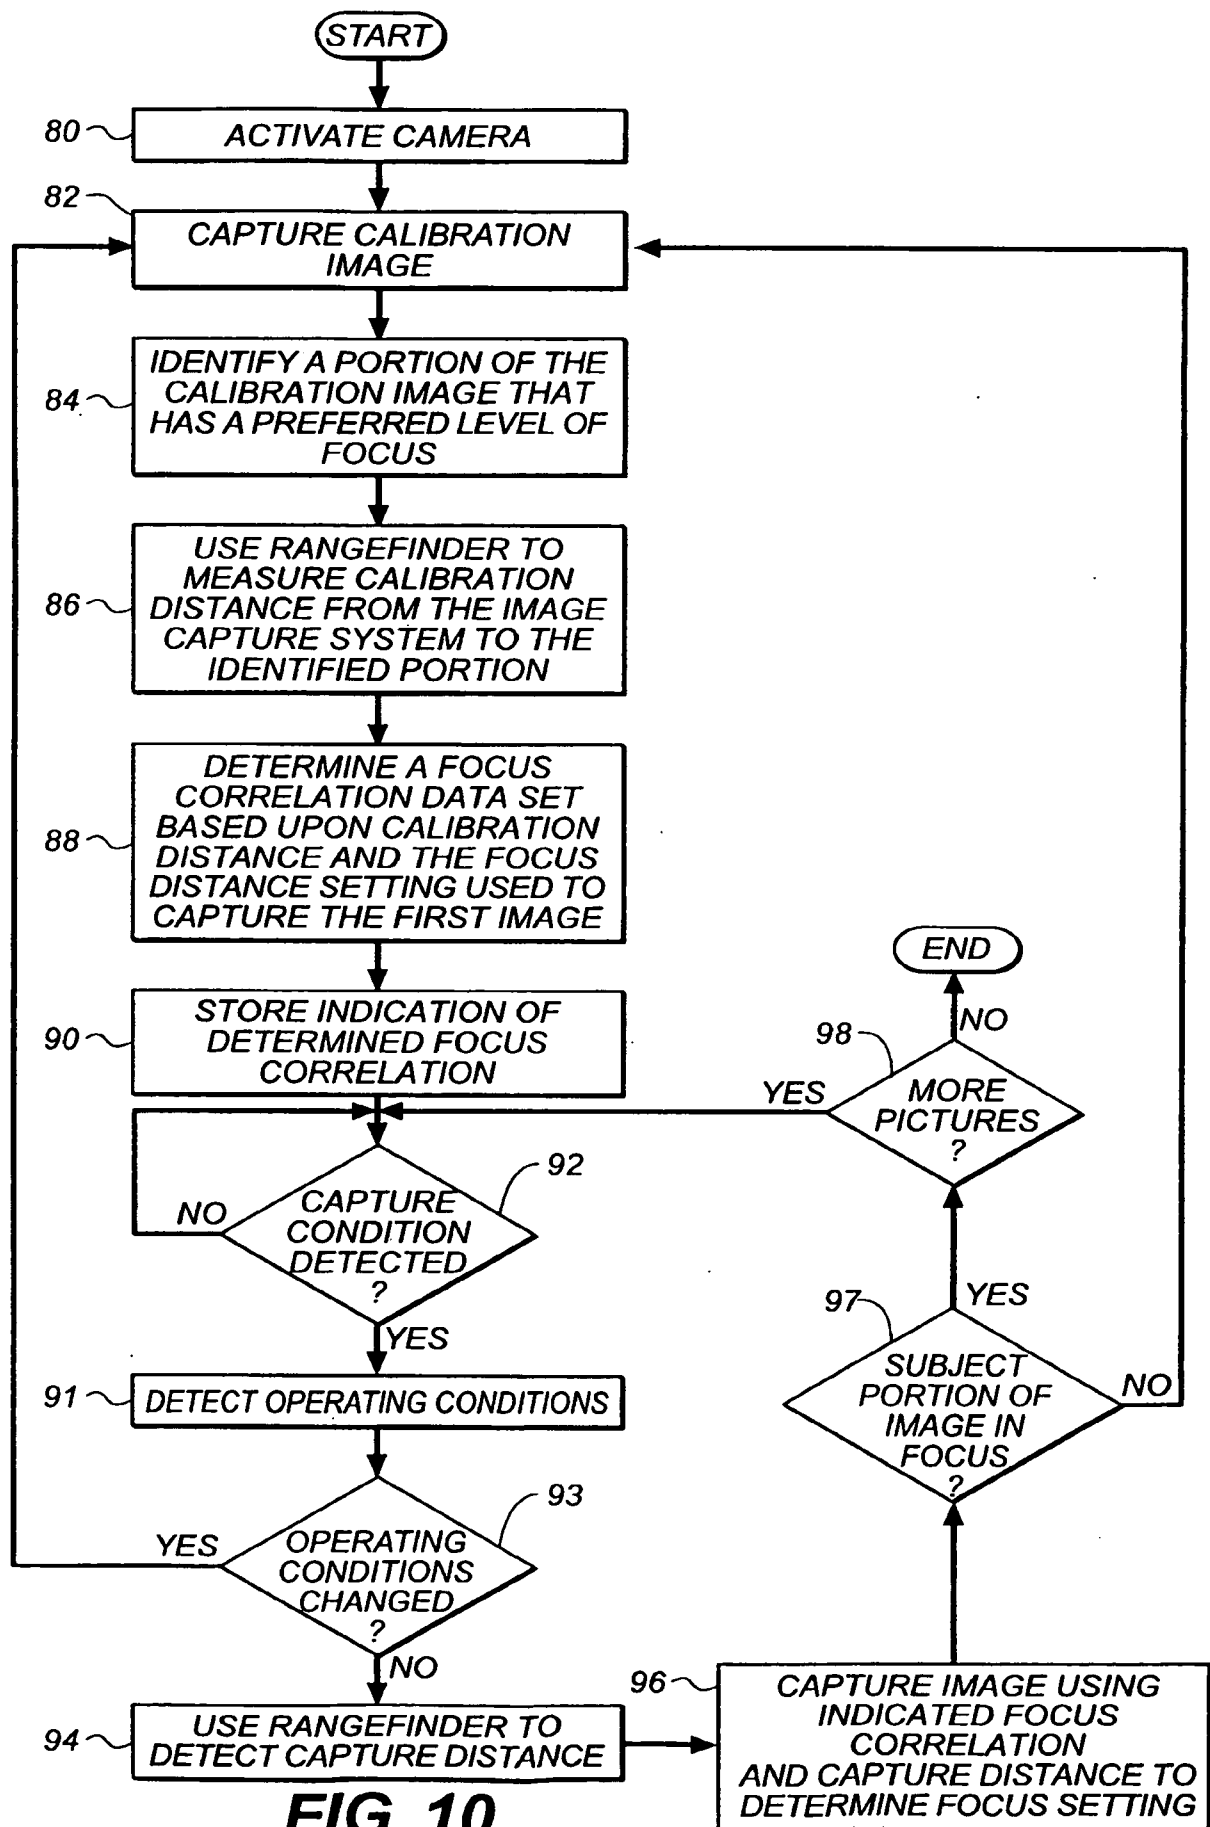 START
80
ACTIVATE CAMERA
82
CAPTURE CALIBRATION
IMAGE
84
IDENTIFY A PORTION OF THE
CALIBRATION IMAGE THAT
HAS A PREFERRED LEVEL OF
FOCUS
86
USE RANGEFINDER TO
MEASURE CALIBRATION
DISTANCE FROM THE IMAGE
CAPTURE SYSTEM TO THE
IDENTIFIED PORTION
88
DETERMINE A FOCUS
CORRELATION DATA SET
BASED UPON CALIBRATION
DISTANCE AND THE FOCUS
DISTANCE SETTING USED TO
CAPTURE THE FIRST IMAGE
90
STORE INDICATION OF
DETERMINED FOCUS
CORRELATION
92
CAPTURE
CONDITION
DETECTED
?
NO
YES
91
DETECT OPERATING CONDITIONS
93
OPERATING
CONDITIONS
CHANGED
?
YES
NO
94
USE RANGEFINDER TO
DETECT CAPTURE DISTANCE
96
CAPTURE IMAGE USING
INDICATED FOCUS
CORRELATION
AND CAPTURE DISTANCE TO
DETERMINE FOCUS SETTING
97
SUBJECT
PORTION OF
IMAGE IN
FOCUS
?
NO
YES
98
MORE
PICTURES
?
YES
NO
END
FIG. 10